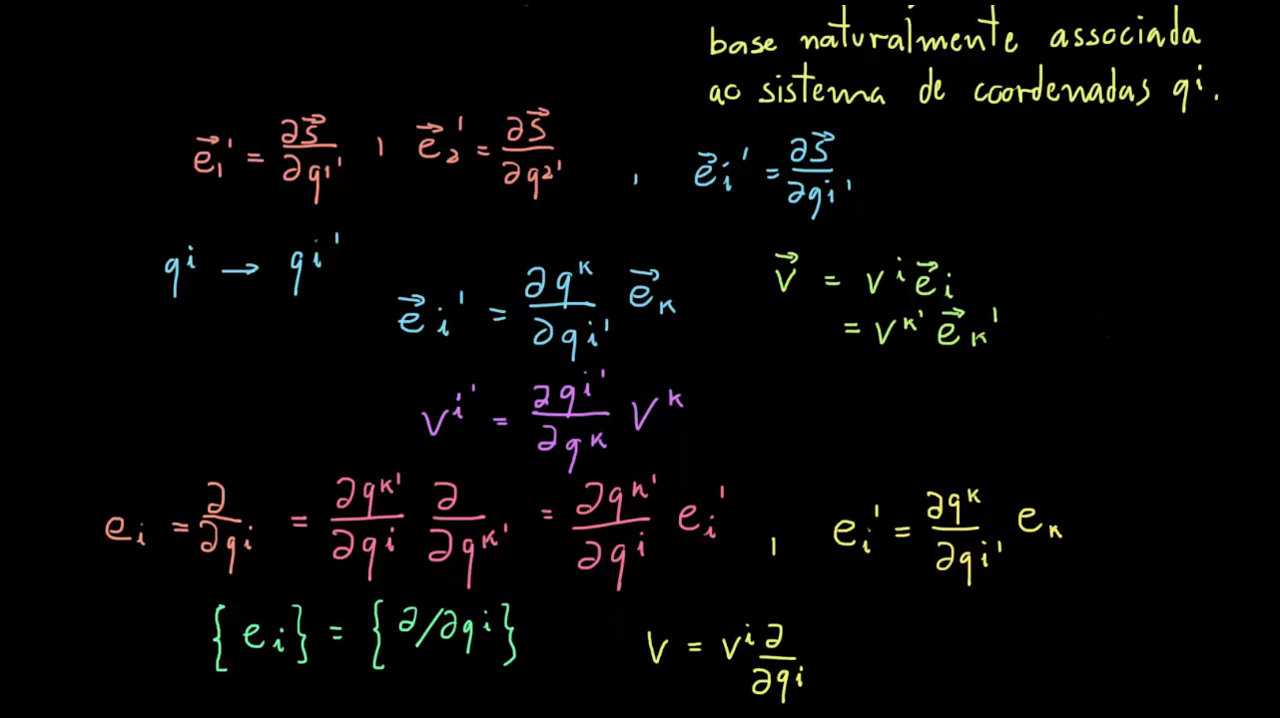 base naturalmente associada
ao sistema de coordenadas qⁱ.
e⃗₁' = ∂s⃗/∂q¹' , e⃗₂' = ∂s⃗/∂q²' , e⃗ᵢ' = ∂s⃗/∂qⁱ'
qⁱ → qⁱ'
e⃗ᵢ' = ∂qᵏ/∂qⁱ' e⃗ₖ
v⃗ = vⁱ e⃗ᵢ
= vᵏ' e⃗ₖ'
vⁱ' = ∂qⁱ'/∂qᵏ vᵏ
eᵢ = ∂/∂qⁱ = ∂qᵏ'/∂qⁱ ∂/∂qᵏ' = ∂qᵏ'/∂qⁱ eᵢ' , eᵢ' = ∂qᵏ/∂qⁱ' eₖ
{eᵢ} = {∂/∂qⁱ}
v = vⁱ ∂/∂qⁱ